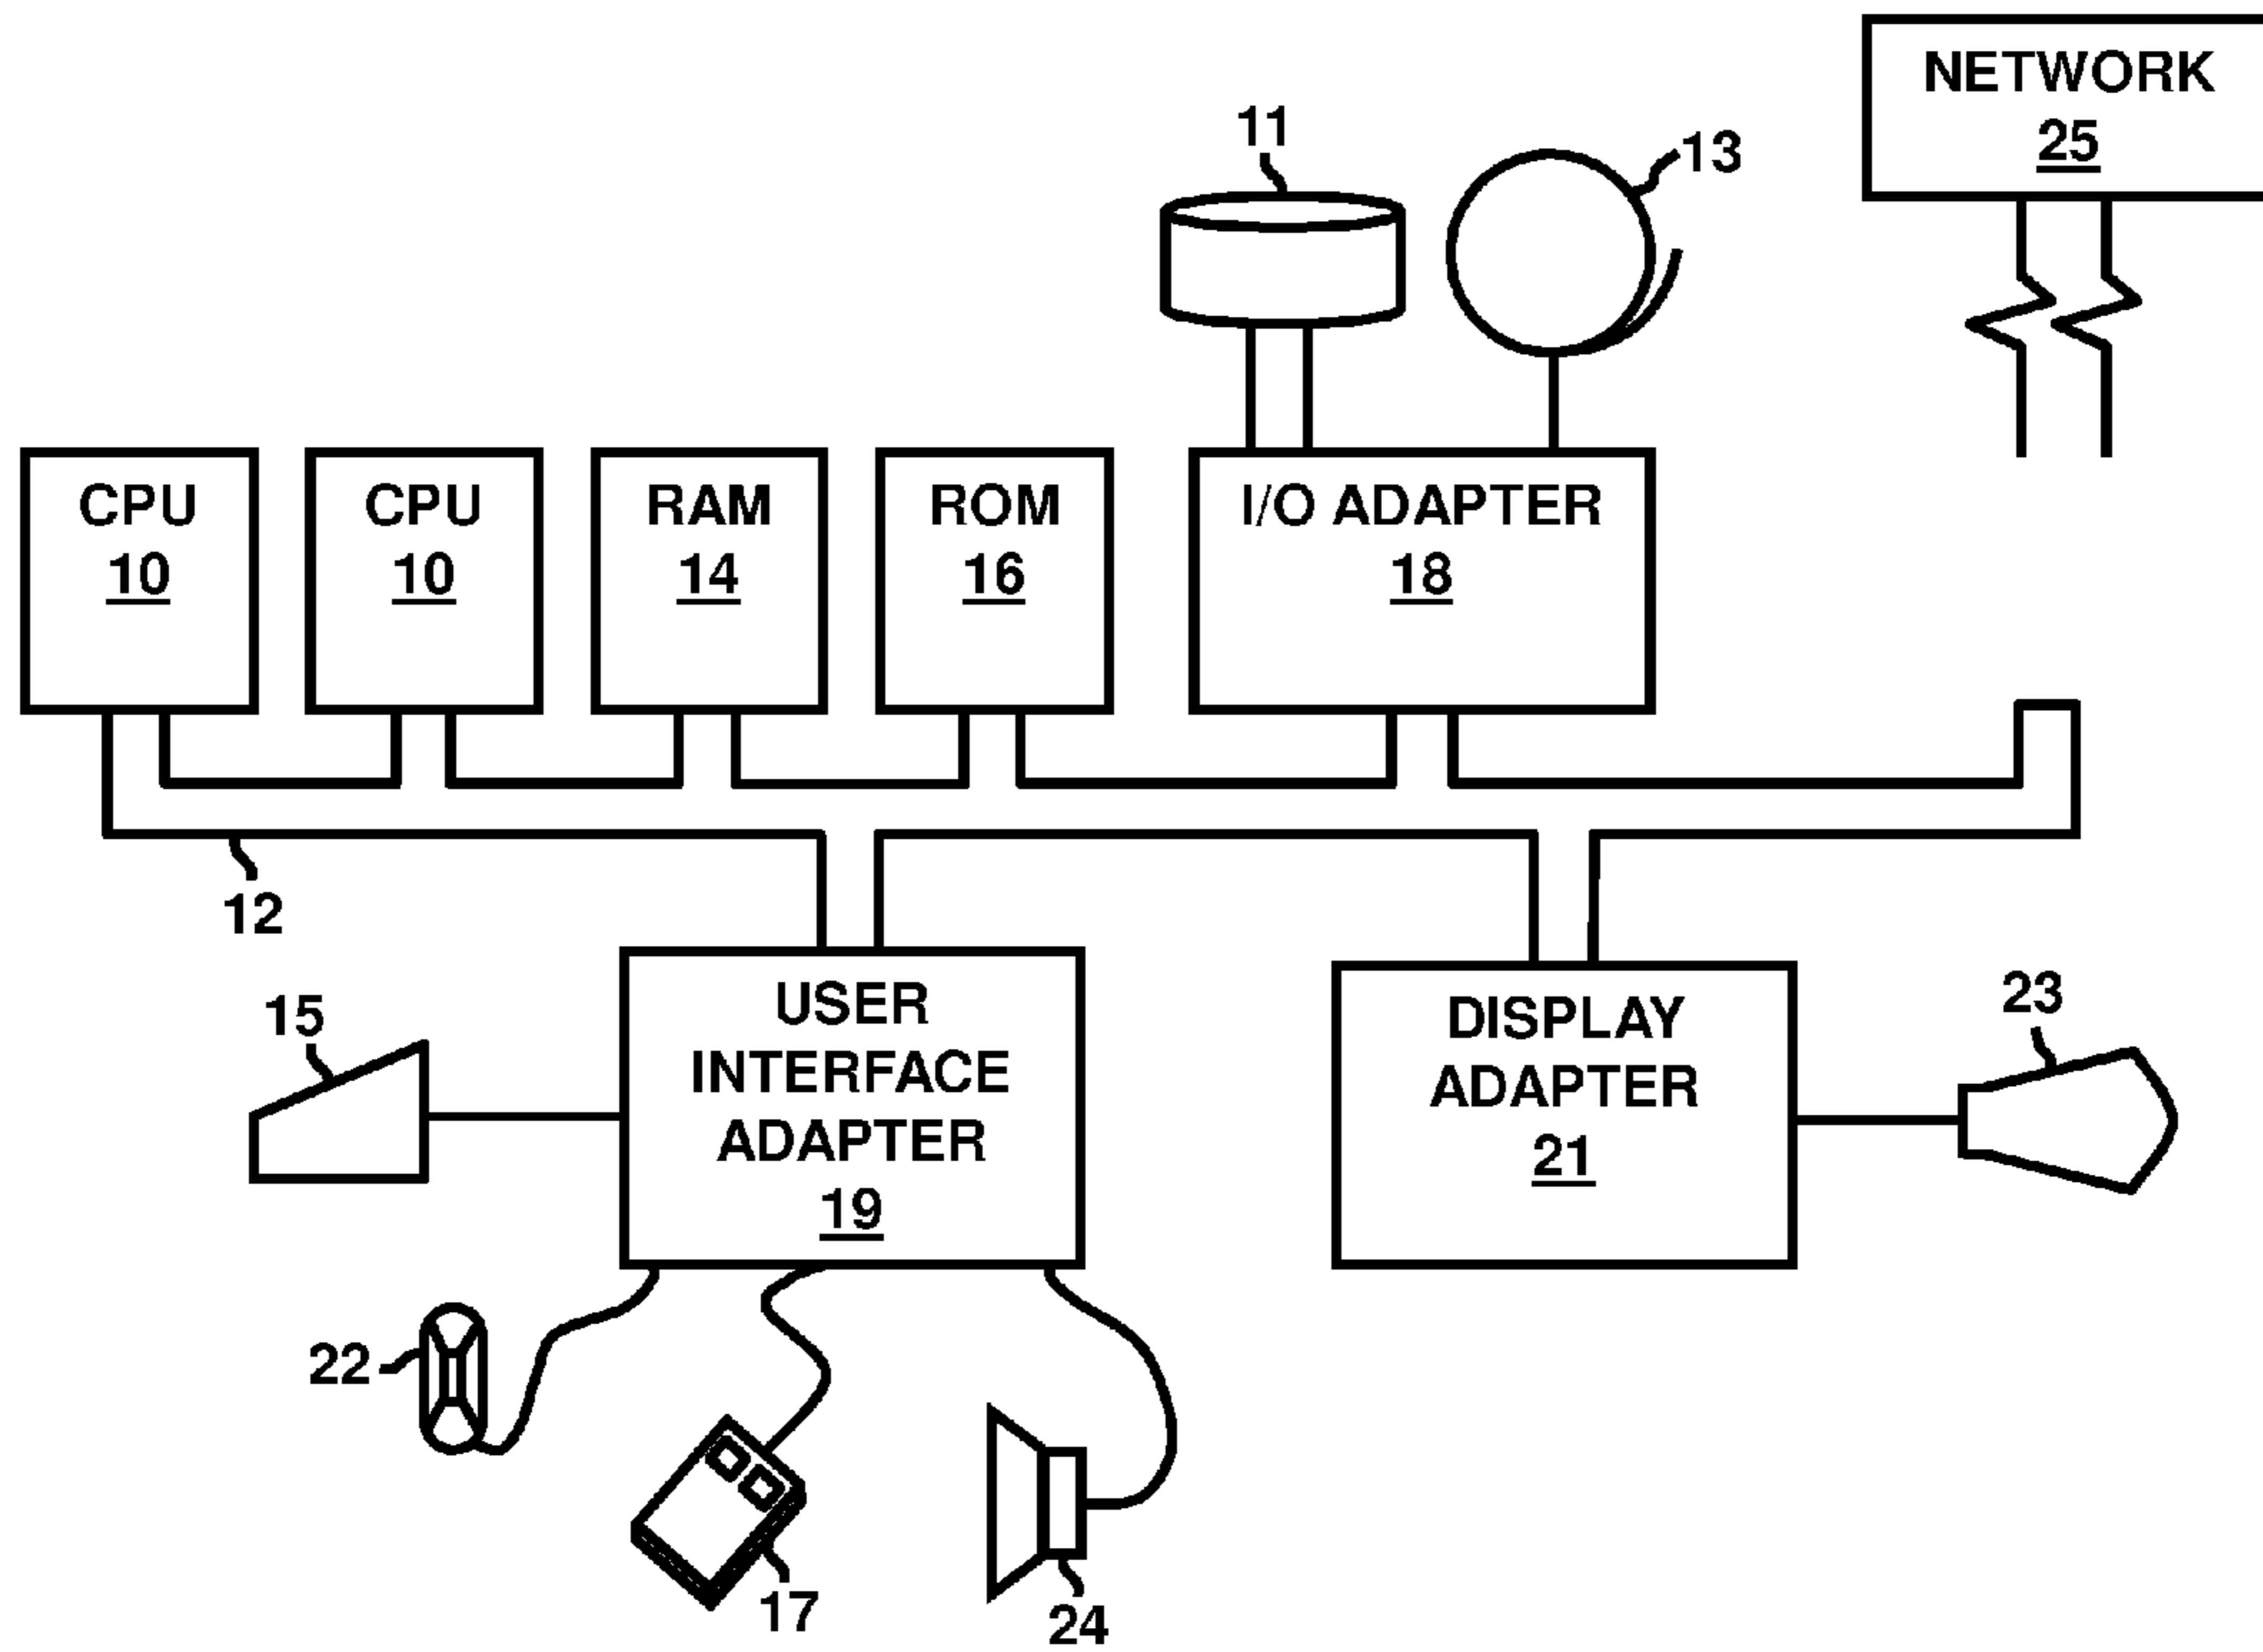 NETWORK
25
11
13
CPU
10
CPU
10
RAM
14
ROM
16
I/O ADAPTER
18
12
15
USER
INTERFACE
ADAPTER
19
DISPLAY
ADAPTER
21
23
22
17
24